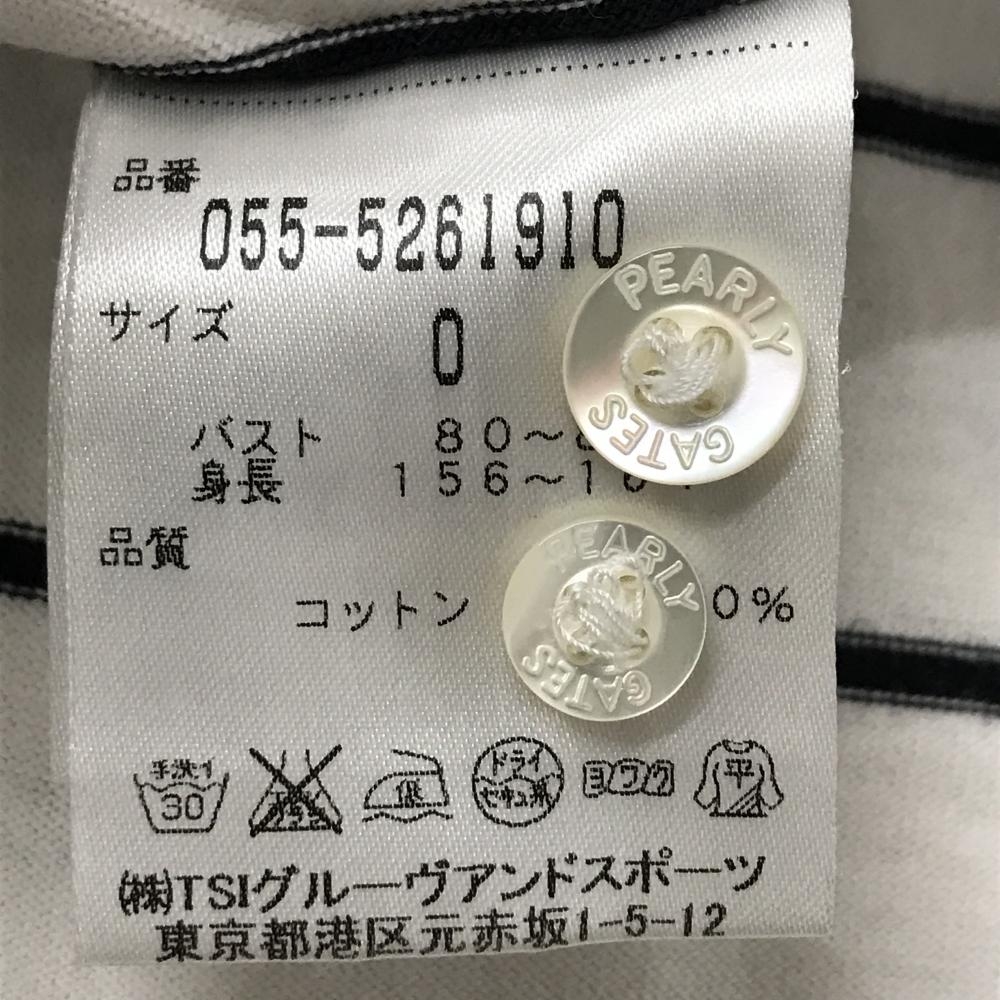 品番
055-5261910
サイズ 0
PEARLY GATES
バスト 80～
身長 156～1
品質
コットン 0%
PEARLY GATES
手洗イ 30 低 ドライ セキユ系 ヨワク 平
㈱TSIグルーヴアンドスポーツ
東京都港区元赤坂1-5-12